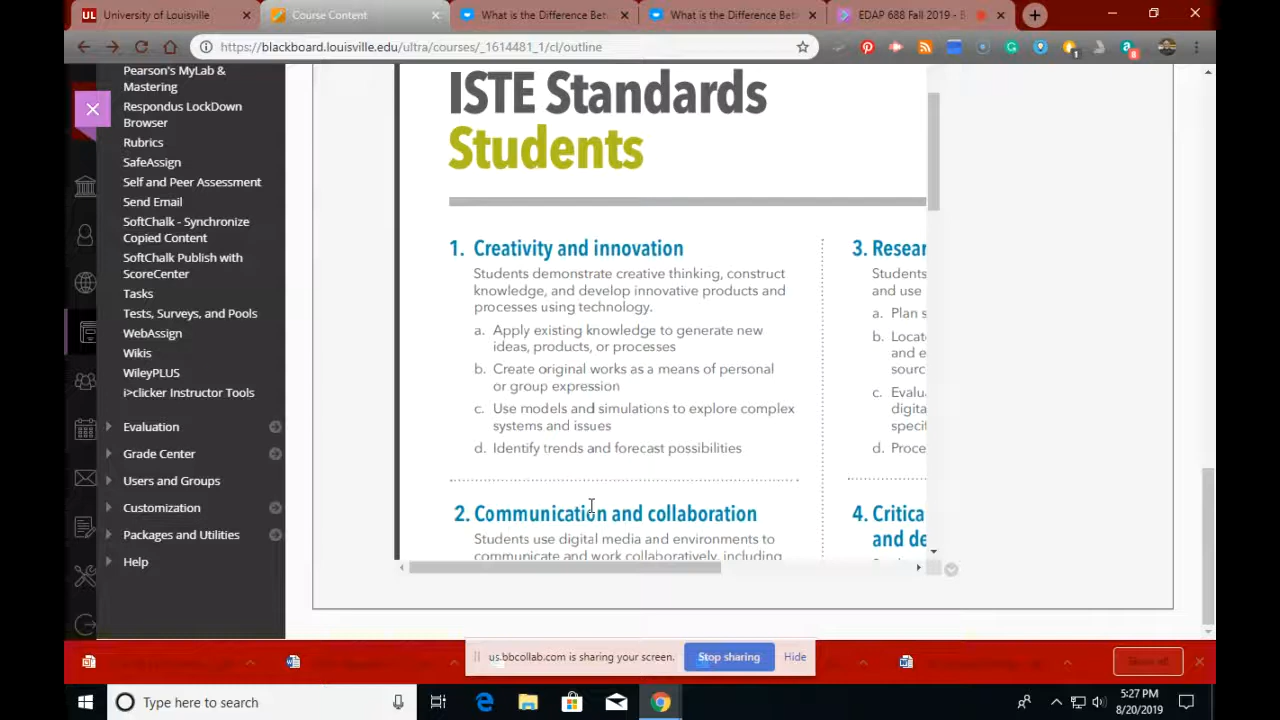 University of Louisville
Course Content
What is the Difference Bet
What is the Difference Bet
EDAP 688 Fall 2019 - B
https://blackboard.louisville.edu/ultra/courses/_1614481_1/cl/outline
Pearson's MyLab &
Mastering
Respondus LockDown
Browser
Rubrics
SafeAssign
Self and Peer Assessment
Send Email
SoftChalk - Synchronize
Copied Content
SoftChalk Publish with
ScoreCenter
Tasks
Tests, Surveys, and Pools
WebAssign
Wikis
WileyPLUS
i>clicker Instructor Tools
Evaluation
Grade Center
Users and Groups
Customization
Packages and Utilities
Help
ISTE Standards
Students
1. Creativity and innovation
Students demonstrate creative thinking, construct
knowledge, and develop innovative products and
processes using technology.
a. Apply existing knowledge to generate new
ideas, products, or processes
b. Create original works as a means of personal
or group expression
c. Use models and simulations to explore complex
systems and issues
d. Identify trends and forecast possibilities
2. Communication and collaboration
Students use digital media and environments to
communicate and work collaboratively, including
3. Resear
Students
and use
a. Plan s
b. Locat
and e
sourc
c. Evalu
digita
specif
d. Proce
4. Critica
and de
us.bbcollab.com is sharing your screen.
Stop sharing
Hide
Show all
Type here to search
5:27 PM
8/20/2019